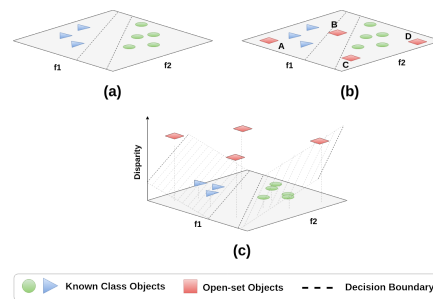 f1
f2
(a)
A
B
C
D
f1
f2
(b)
Disparity
f1
f2
(c)
Known Class Objects
Open-set Objects
Decision Boundary